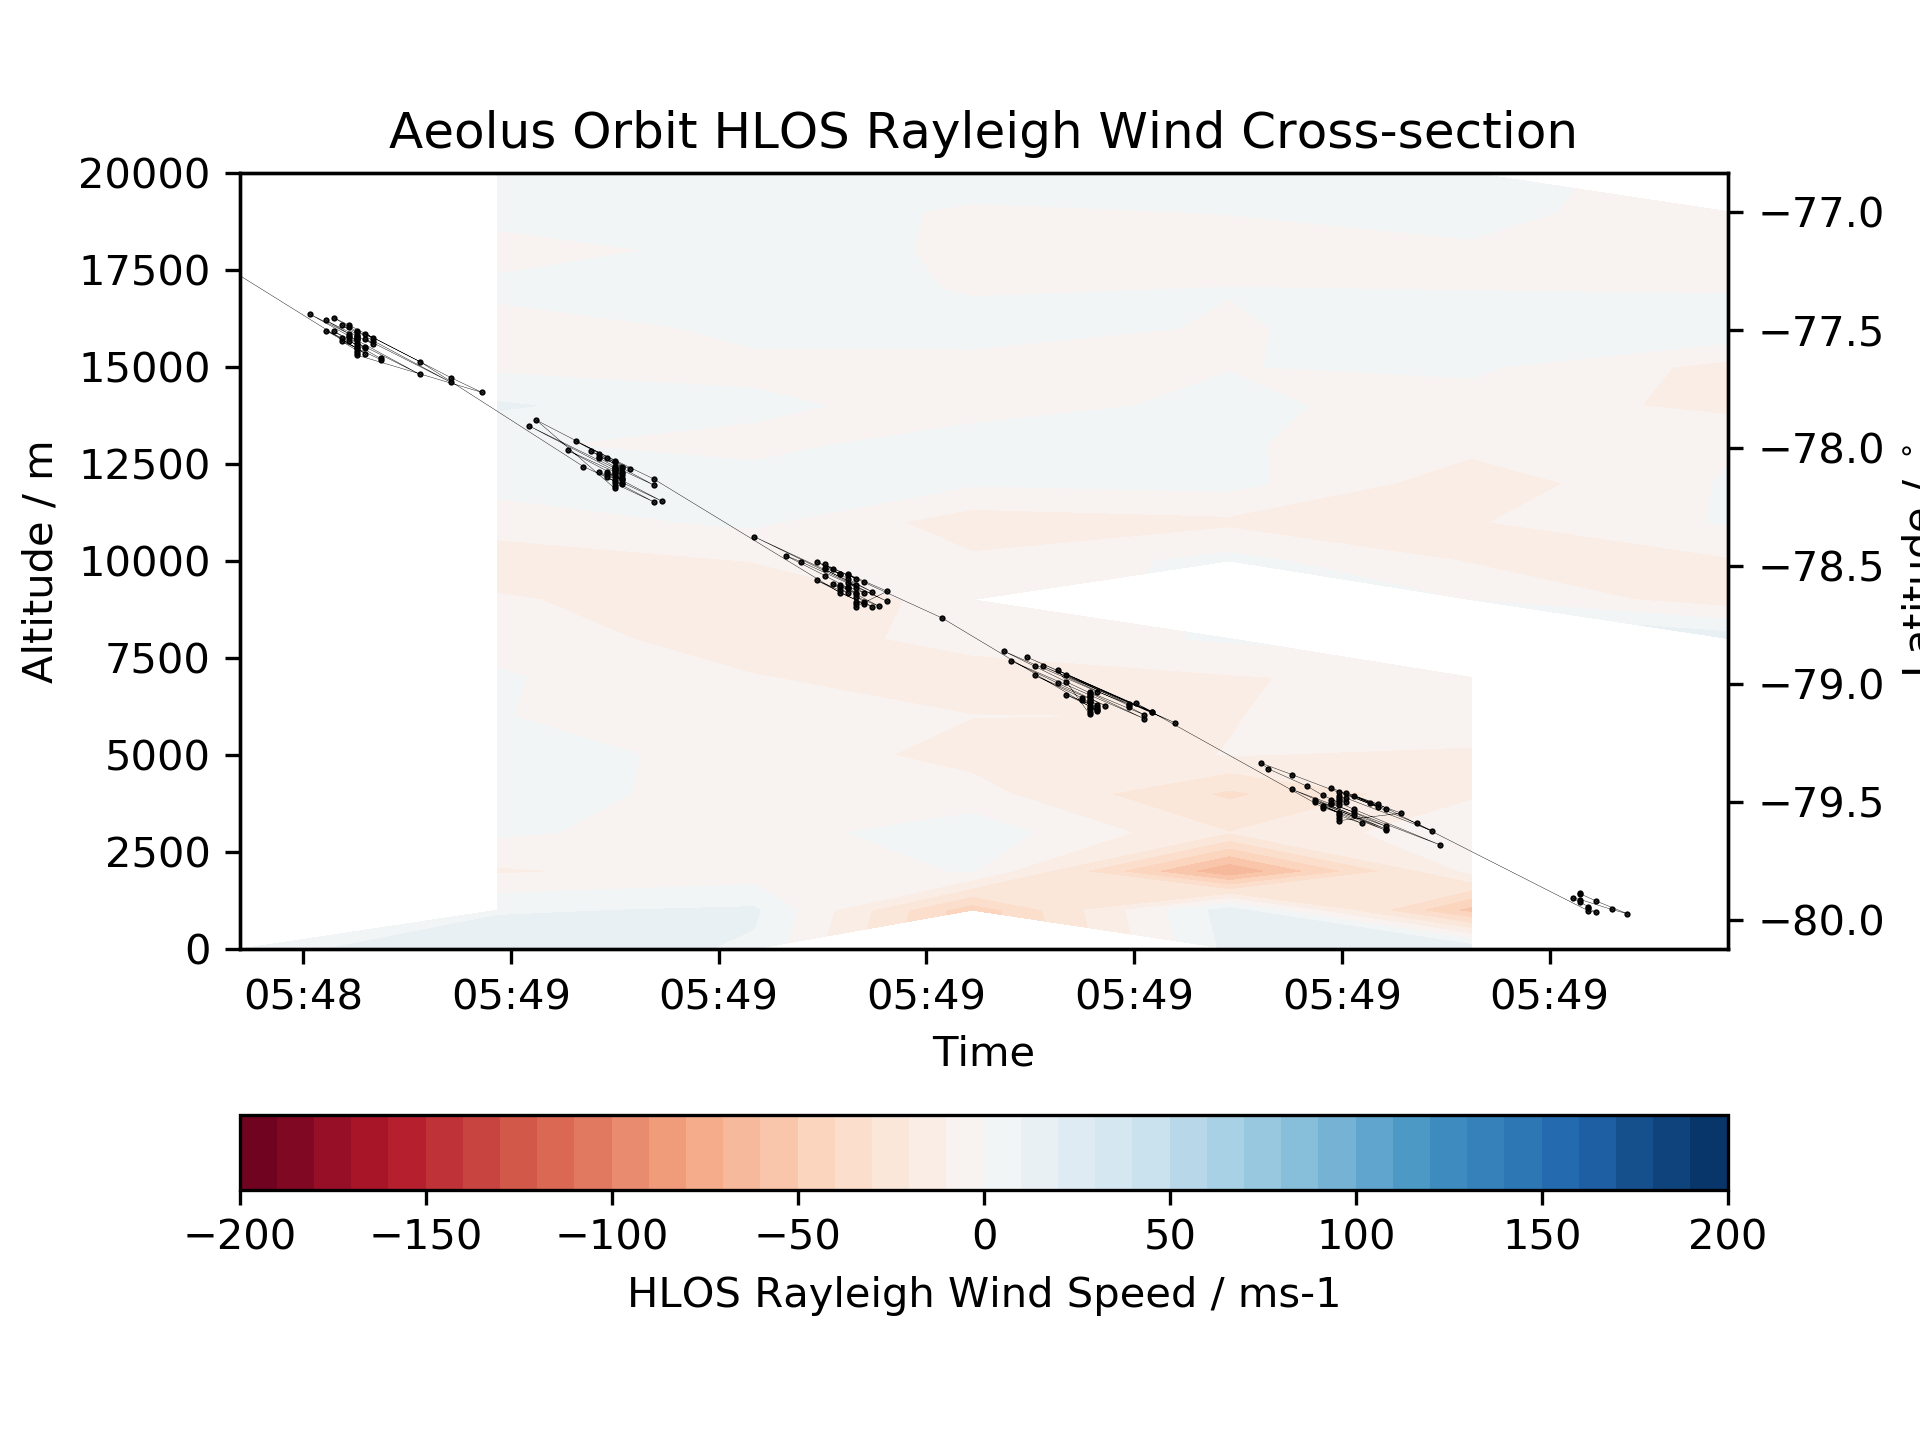 Aeolus Orbit HLOS Rayleigh Wind Cross-section
20000
17500
15000
12500
10000
7500
5000
2500
0
Altitude / m
−77.0
−77.5
−78.0
−78.5
−79.0
−79.5
−80.0
Latitude / °
05:48 05:49 05:49 05:49 05:49 05:49 05:49
Time
−200 −150 −100 −50 0 50 100 150 200
HLOS Rayleigh Wind Speed / ms-1